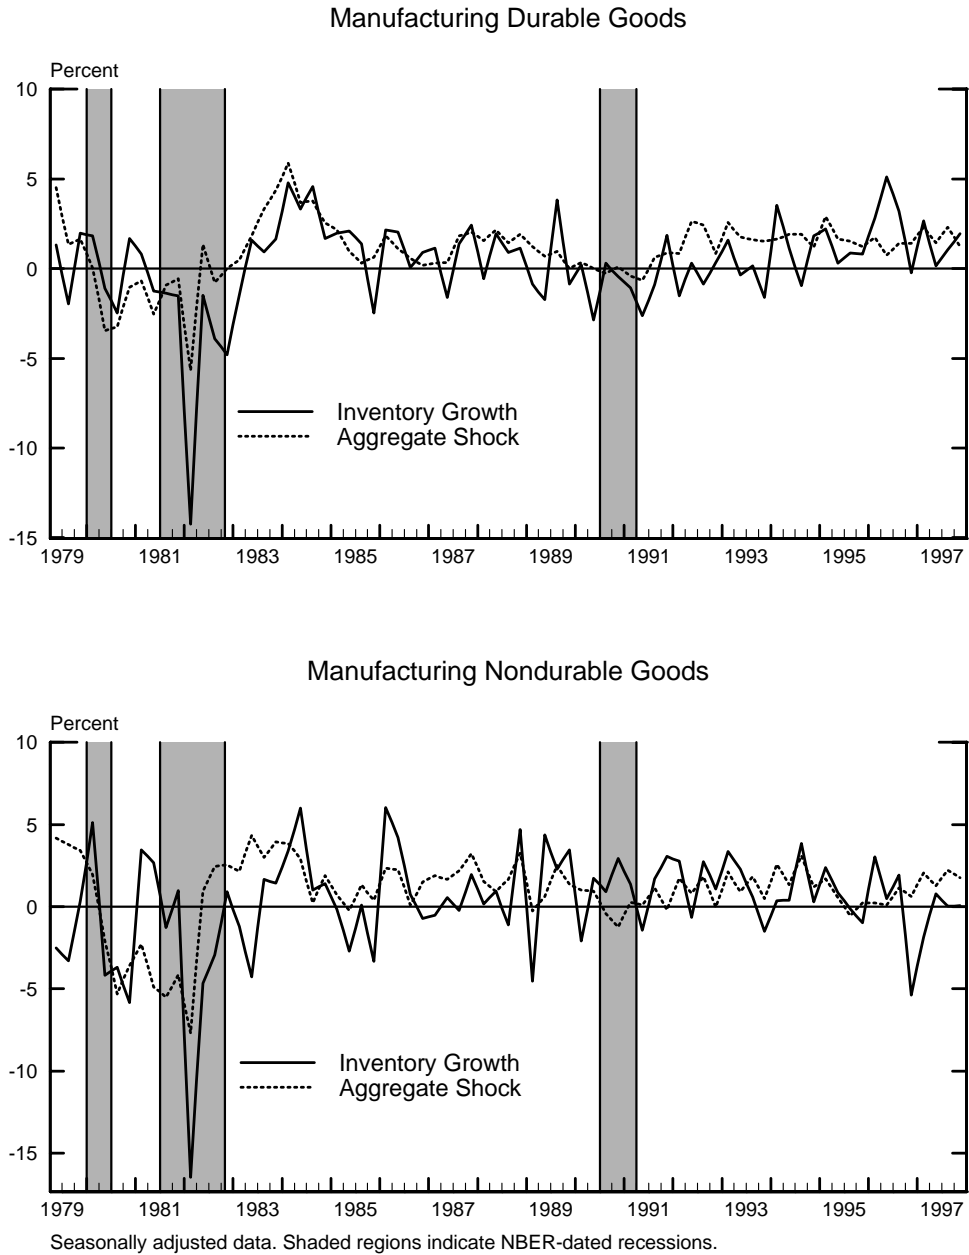 Manufacturing Durable Goods
Percent
10
5
0
-5
-10
-15
Inventory Growth
Aggregate Shock
1979 1981 1983 1985 1987 1989 1991 1993 1995 1997
Manufacturing Nondurable Goods
Percent
10
5
0
-5
-10
-15
Inventory Growth
Aggregate Shock
1979 1981 1983 1985 1987 1989 1991 1993 1995 1997
Seasonally adjusted data. Shaded regions indicate NBER-dated recessions.